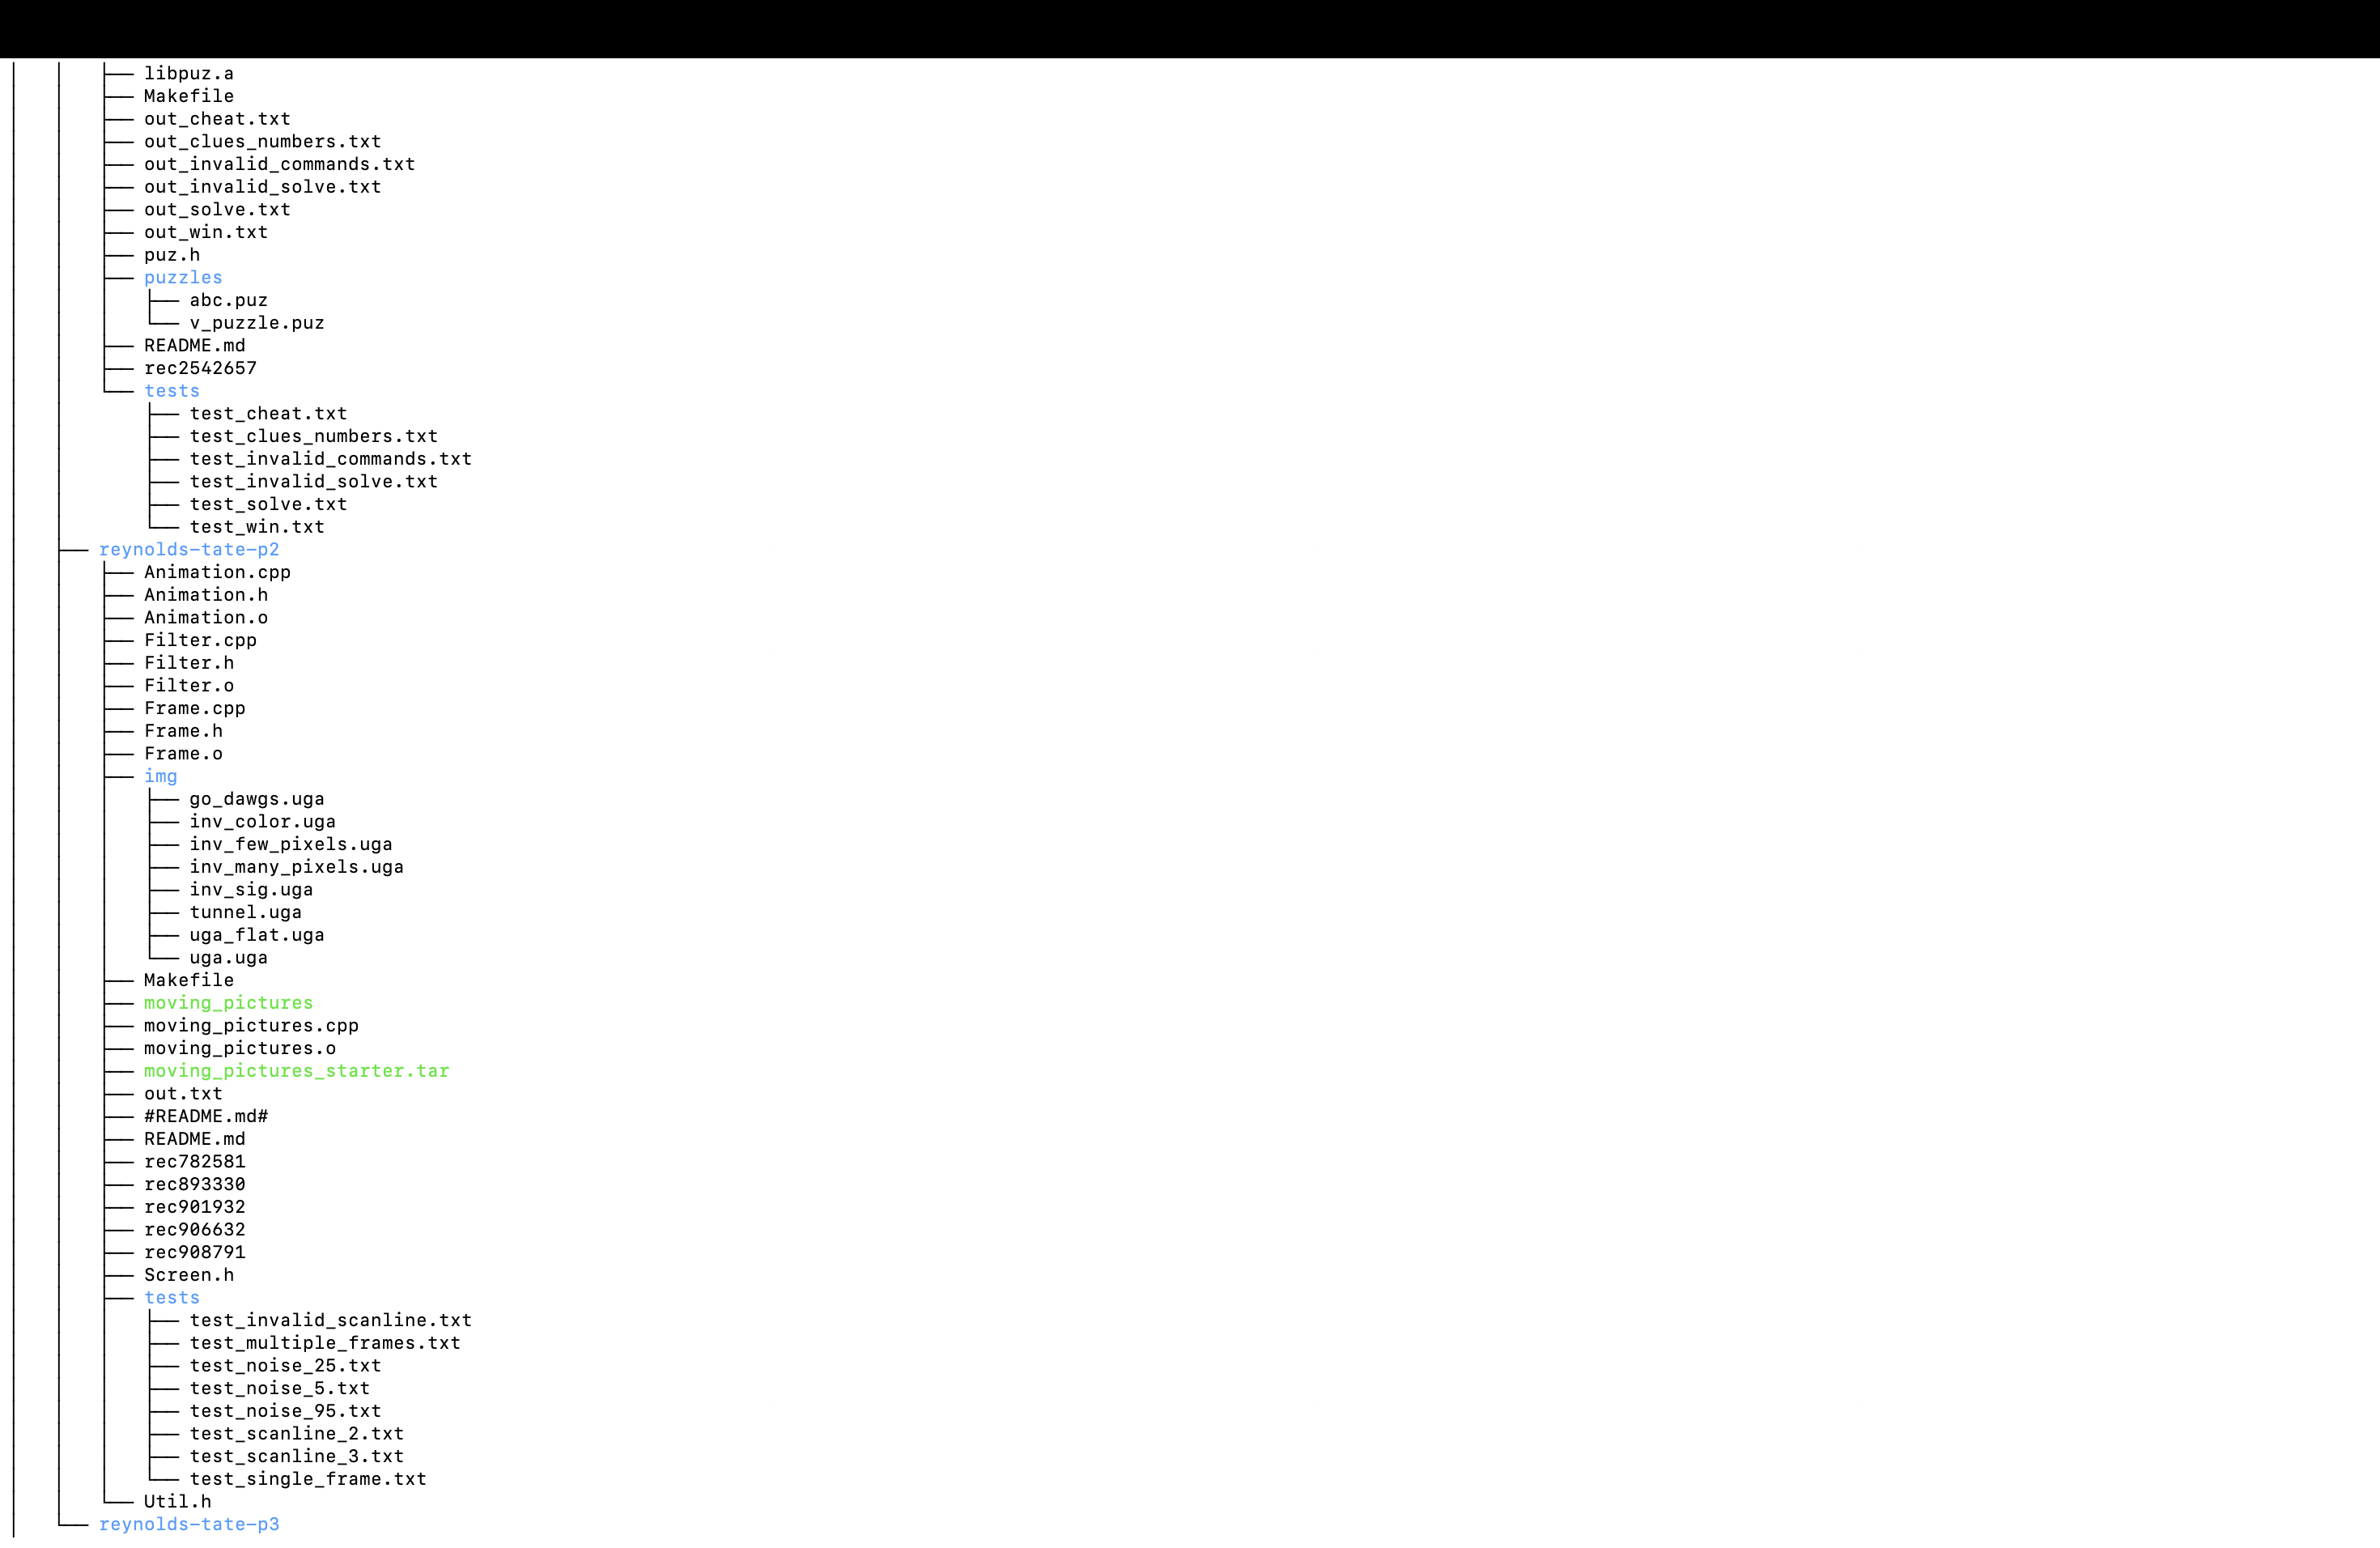 │   │   ├── libpuz.a
│   │   ├── Makefile
│   │   ├── out_cheat.txt
│   │   ├── out_clues_numbers.txt
│   │   ├── out_invalid_commands.txt
│   │   ├── out_invalid_solve.txt
│   │   ├── out_solve.txt
│   │   ├── out_win.txt
│   │   ├── puz.h
│   │   ├── puzzles
│   │   │   ├── abc.puz
│   │   │   └── v_puzzle.puz
│   │   ├── README.md
│   │   ├── rec2542657
│   │   └── tests
│   │       ├── test_cheat.txt
│   │       ├── test_clues_numbers.txt
│   │       ├── test_invalid_commands.txt
│   │       ├── test_invalid_solve.txt
│   │       ├── test_solve.txt
│   │       └── test_win.txt
│   ├── reynolds-tate-p2
│   │   ├── Animation.cpp
│   │   ├── Animation.h
│   │   ├── Animation.o
│   │   ├── Filter.cpp
│   │   ├── Filter.h
│   │   ├── Filter.o
│   │   ├── Frame.cpp
│   │   ├── Frame.h
│   │   ├── Frame.o
│   │   ├── img
│   │   │   ├── go_dawgs.uga
│   │   │   ├── inv_color.uga
│   │   │   ├── inv_few_pixels.uga
│   │   │   ├── inv_many_pixels.uga
│   │   │   ├── inv_sig.uga
│   │   │   ├── tunnel.uga
│   │   │   ├── uga_flat.uga
│   │   │   └── uga.uga
│   │   ├── Makefile
│   │   ├── moving_pictures
│   │   ├── moving_pictures.cpp
│   │   ├── moving_pictures.o
│   │   ├── moving_pictures_starter.tar
│   │   ├── out.txt
│   │   ├── #README.md#
│   │   ├── README.md
│   │   ├── rec782581
│   │   ├── rec893330
│   │   ├── rec901932
│   │   ├── rec906632
│   │   ├── rec908791
│   │   ├── Screen.h
│   │   ├── tests
│   │   │   ├── test_invalid_scanline.txt
│   │   │   ├── test_multiple_frames.txt
│   │   │   ├── test_noise_25.txt
│   │   │   ├── test_noise_5.txt
│   │   │   ├── test_noise_95.txt
│   │   │   ├── test_scanline_2.txt
│   │   │   ├── test_scanline_3.txt
│   │   │   └── test_single_frame.txt
│   │   └── Util.h
│   └── reynolds-tate-p3